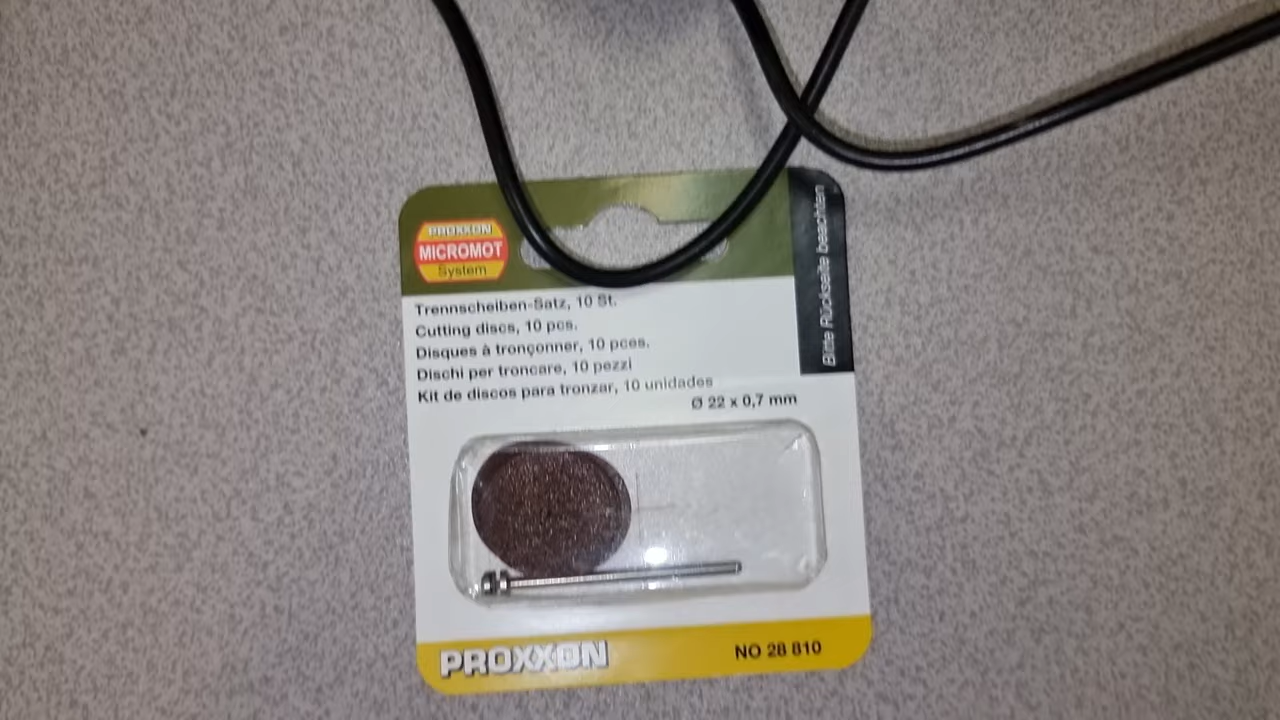 PROXXON
MICROMOT
System
Bitte Rückseite beachten
Trennscheiben-Satz, 10 St.
Cutting discs, 10 pcs.
Disques à tronçonner, 10 pces.
Dischi per troncare, 10 pezzi
Kit de discos para tronzar, 10 unidades
Ø 22 x 0,7 mm
PROXXON
NO 28 810